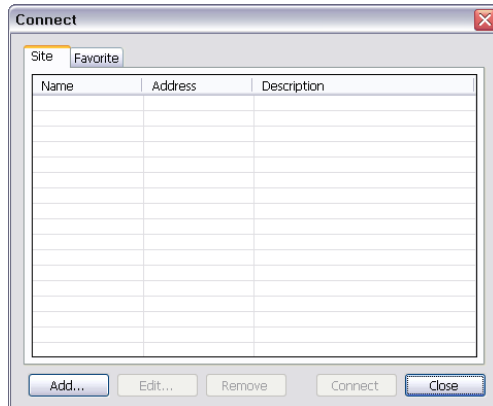 Connect
Site Favorite
Name Address Description
Add... Edit... Remove Connect Close